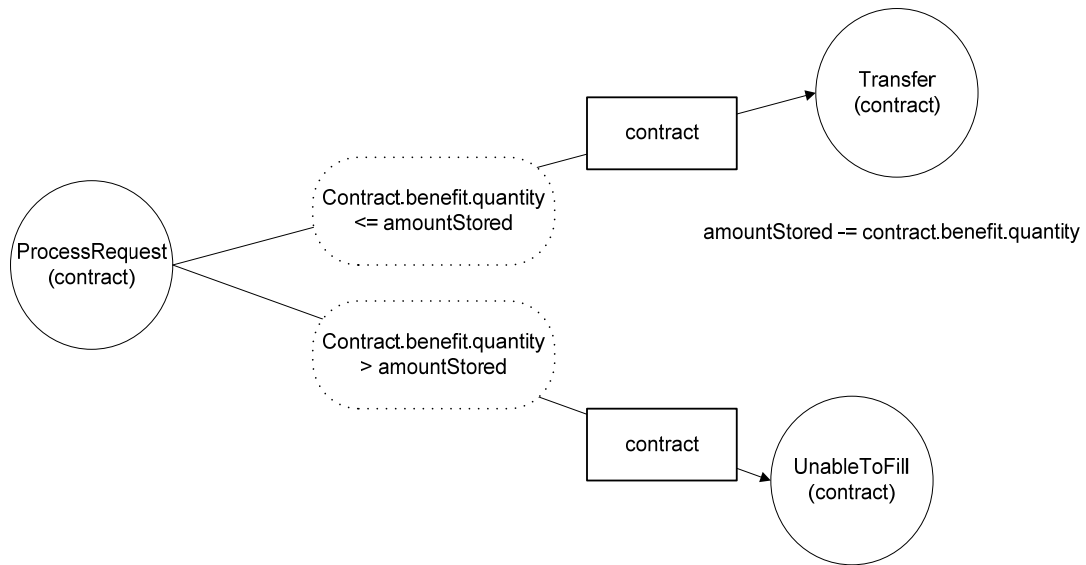 Transfer
(contract)
contract
Contract.benefit.quantity
<= amountStored
amountStored -= contract.benefit.quantity
ProcessRequest
(contract)
Contract.benefit.quantity
> amountStored
contract
UnableToFill
(contract)